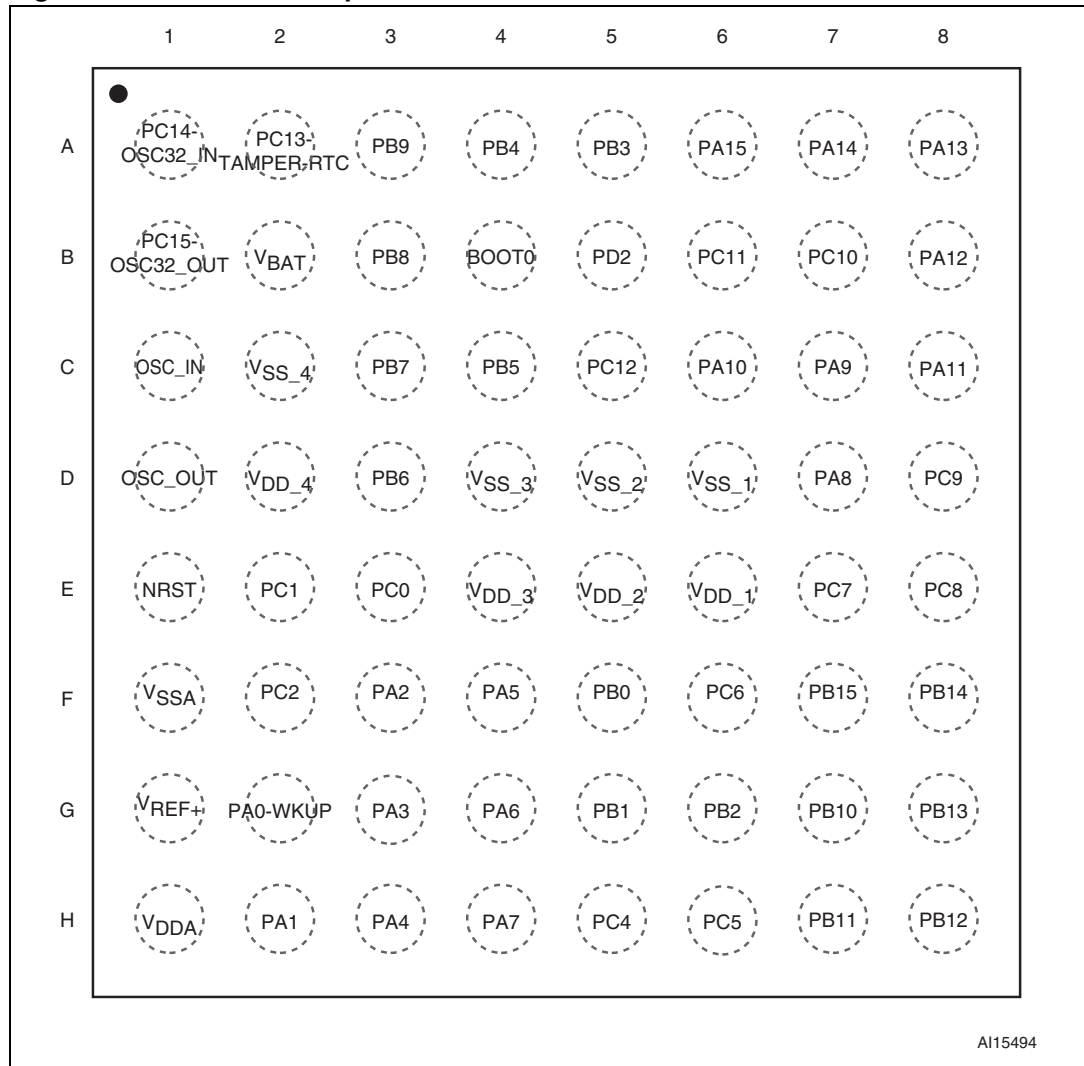 1 2 3 4 5 6 7 8
A PC14-OSC32_IN PC13-TAMPER-RTC PB9 PB4 PB3 PA15 PA14 PA13
B PC15-OSC32_OUT VBAT PB8 BOOT0 PD2 PC11 PC10 PA12
C OSC_IN VSS_4 PB7 PB5 PC12 PA10 PA9 PA11
D OSC_OUT VDD_4 PB6 VSS_3 VSS_2 VSS_1 PA8 PC9
E NRST PC1 PC0 VDD_3 VDD_2 VDD_1 PC7 PC8
F VSSA PC2 PA2 PA5 PB0 PC6 PB15 PB14
G VREF+ PA0-WKUP PA3 PA6 PB1 PB2 PB10 PB13
H VDDA PA1 PA4 PA7 PC4 PC5 PB11 PB12
AI15494